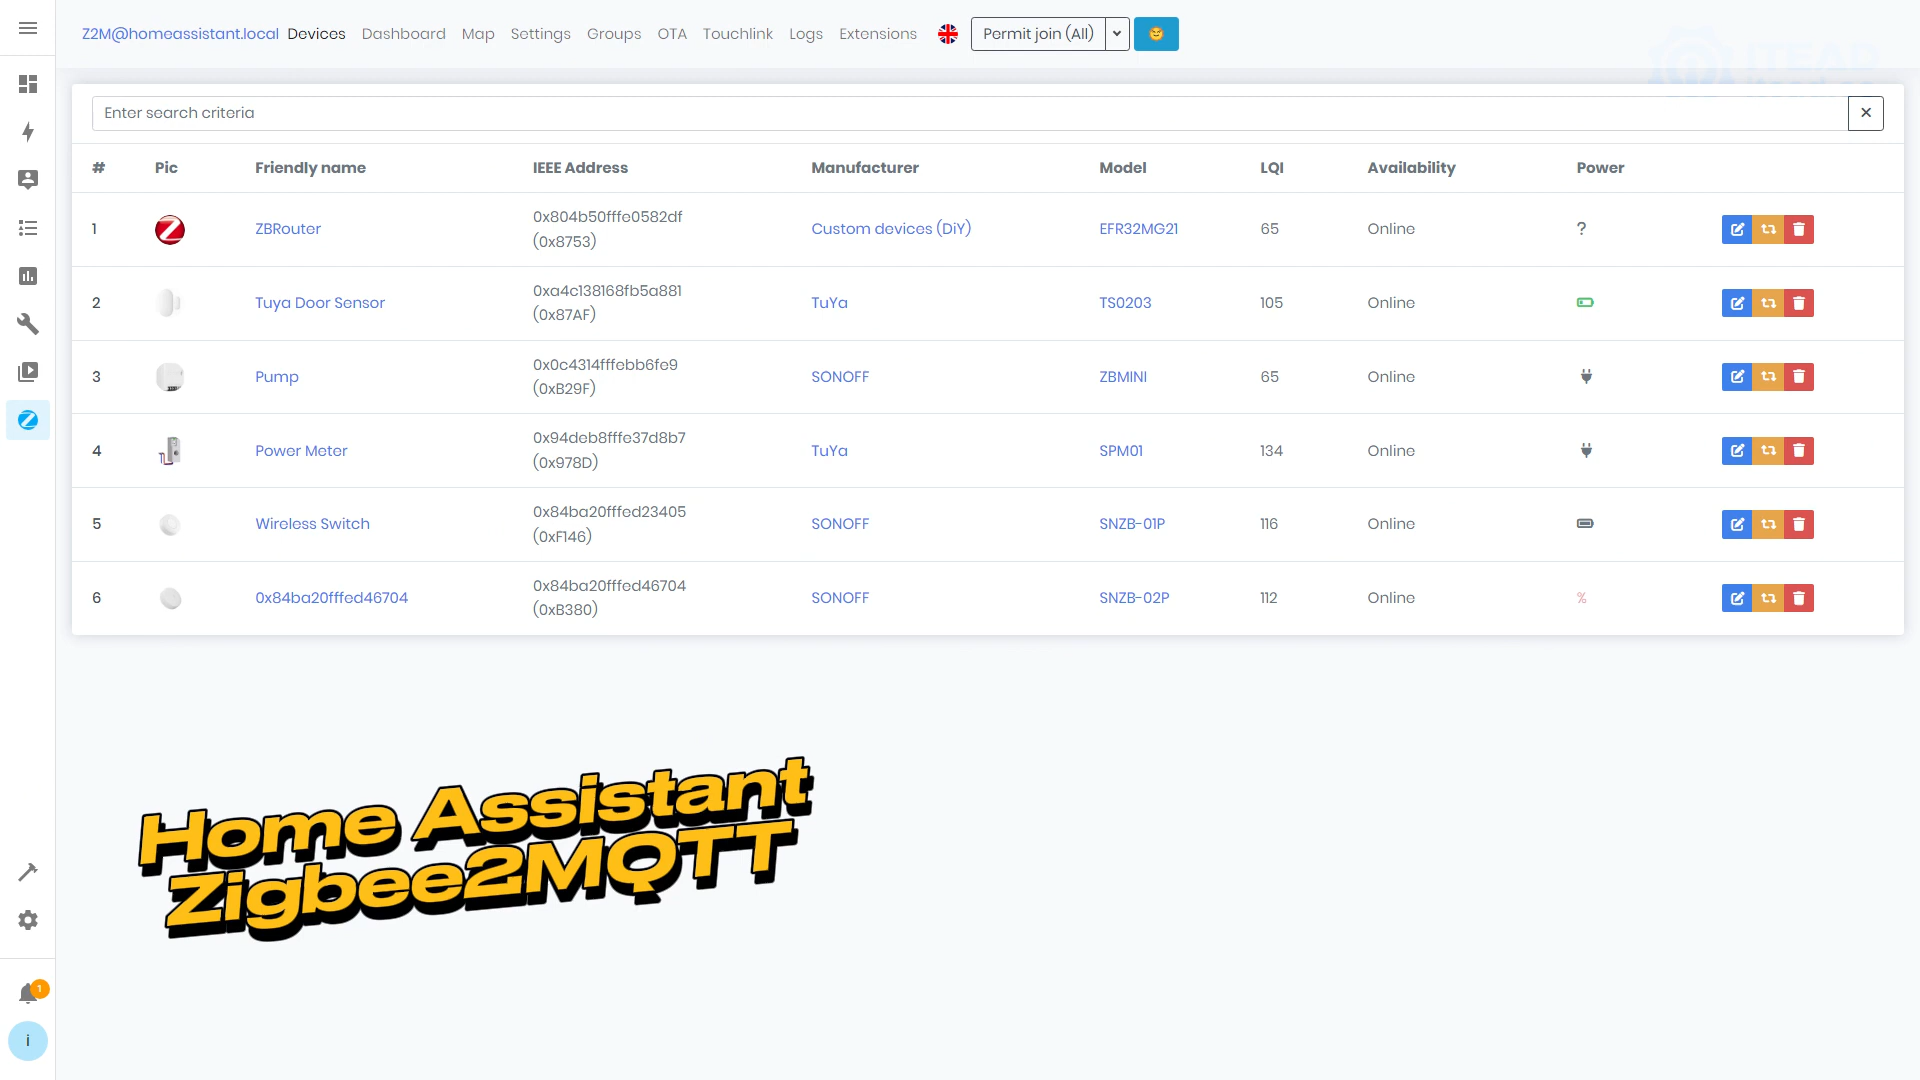 Z2M@homeassistant.local Devices Dashboard Map Settings Groups OTA Touchlink Logs Extensions Permit join (All)
ITEAD
Enter search criteria
# Pic Friendly name IEEE Address Manufacturer Model LQI Availability Power
1 ZBRouter 0x804b50fffe0582df (0x8753) Custom devices (DiY) EFR32MG21 65 Online ?
2 Tuya Door Sensor 0xa4c138168fb5a881 (0x87AF) TuYa TS0203 105 Online
3 Pump 0x0c4314fffebb6fe9 (0xB29F) SONOFF ZBMINI 65 Online
4 Power Meter 0x94deb8fffe37d8b7 (0x978D) TuYa SPM01 134 Online
5 Wireless Switch 0x84ba20fffed23405 (0xF146) SONOFF SNZB-01P 116 Online
6 0x84ba20fffed46704 0x84ba20fffed46704 (0xB380) SONOFF SNZB-02P 112 Online %
Home Assistant
Zigbee2MQTT
1
i